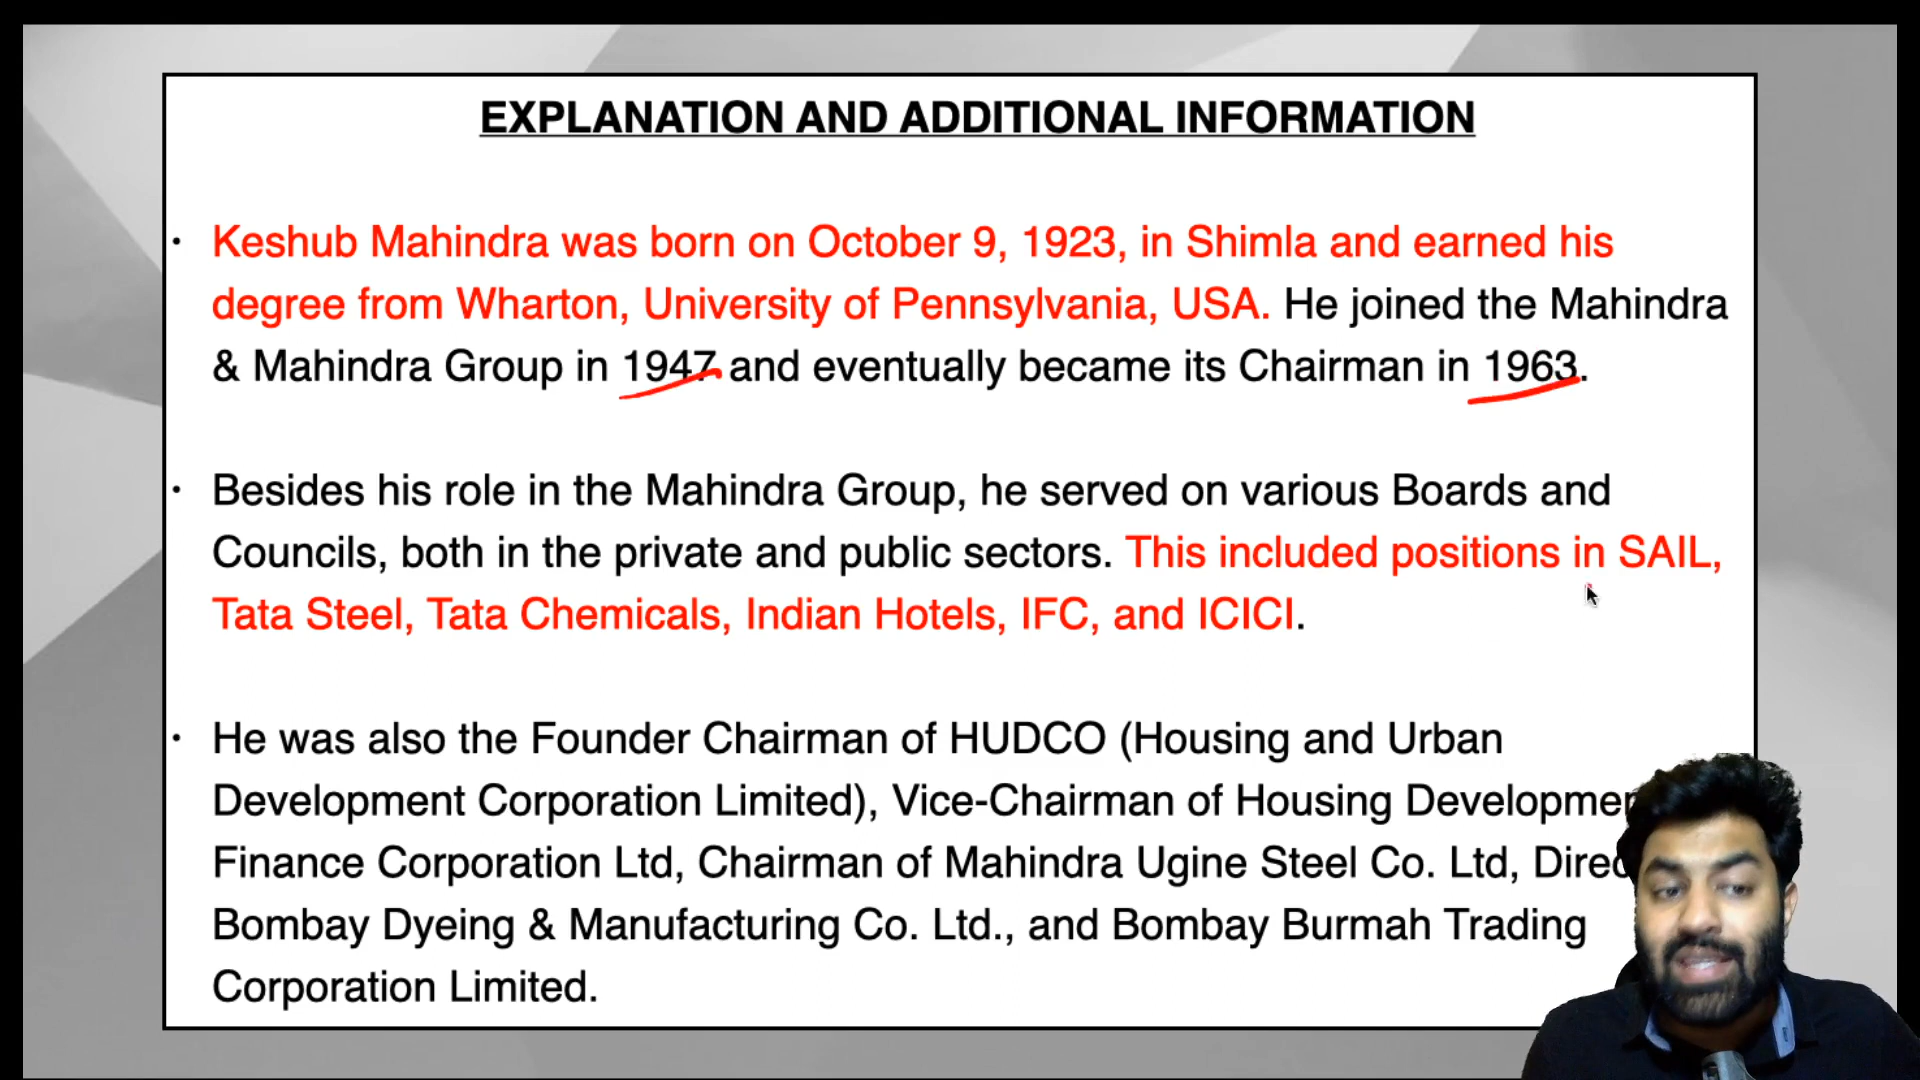 EXPLANATION AND ADDITIONAL INFORMATION
· Keshub Mahindra was born on October 9, 1923, in Shimla and earned his
degree from Wharton, University of Pennsylvania, USA. He joined the Mahindra
& Mahindra Group in 1947 and eventually became its Chairman in 1963.
· Besides his role in the Mahindra Group, he served on various Boards and
Councils, both in the private and public sectors. This included positions in SAIL,
Tata Steel, Tata Chemicals, Indian Hotels, IFC, and ICICI.
· He was also the Founder Chairman of HUDCO (Housing and Urban
Development Corporation Limited), Vice-Chairman of Housing
Finance Corporation Ltd, Chairman of Mahindra Ugine Steel Co. Ltd,
Bombay Dyeing & Manufacturing Co. Ltd., and Bombay Burmah Trading
Corporation Limited.